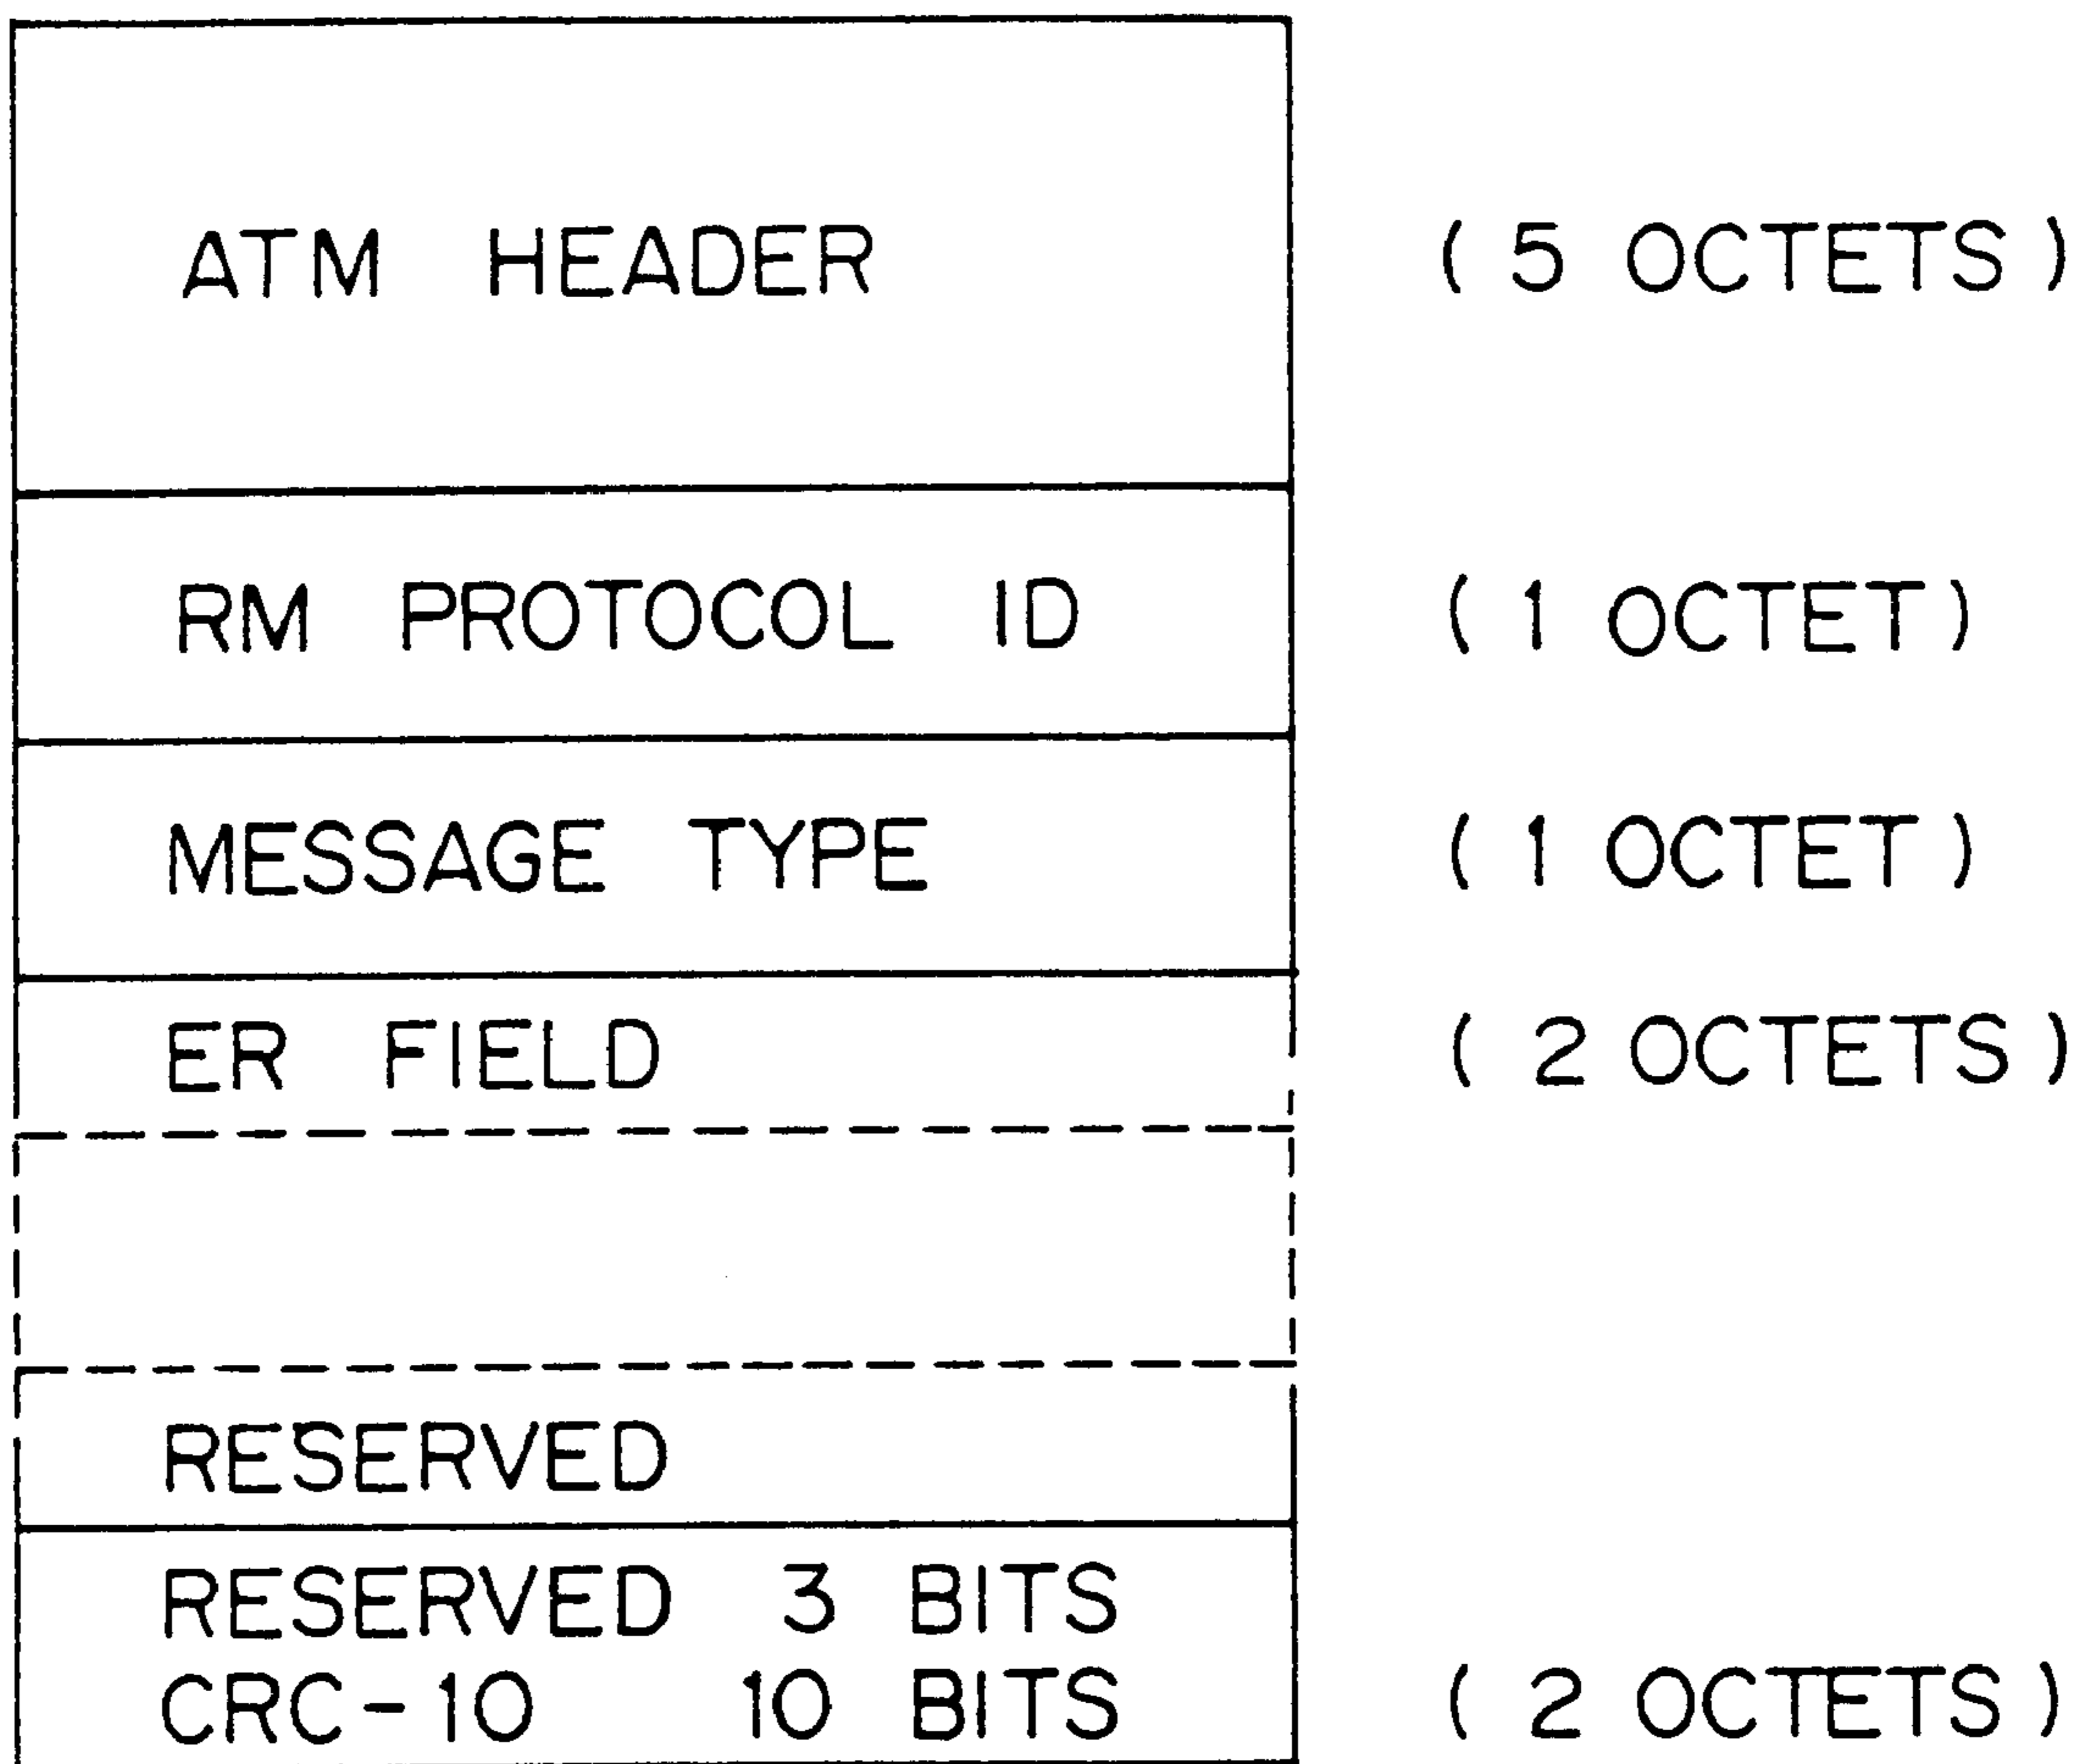 ATM HEADER ( 5 OCTETS )
RM PROTOCOL ID ( 1 OCTET )
MESSAGE TYPE ( 1 OCTET )
ER FIELD ( 2 OCTETS )
RESERVED
RESERVED 3 BITS
CRC-10 10 BITS ( 2 OCTETS )